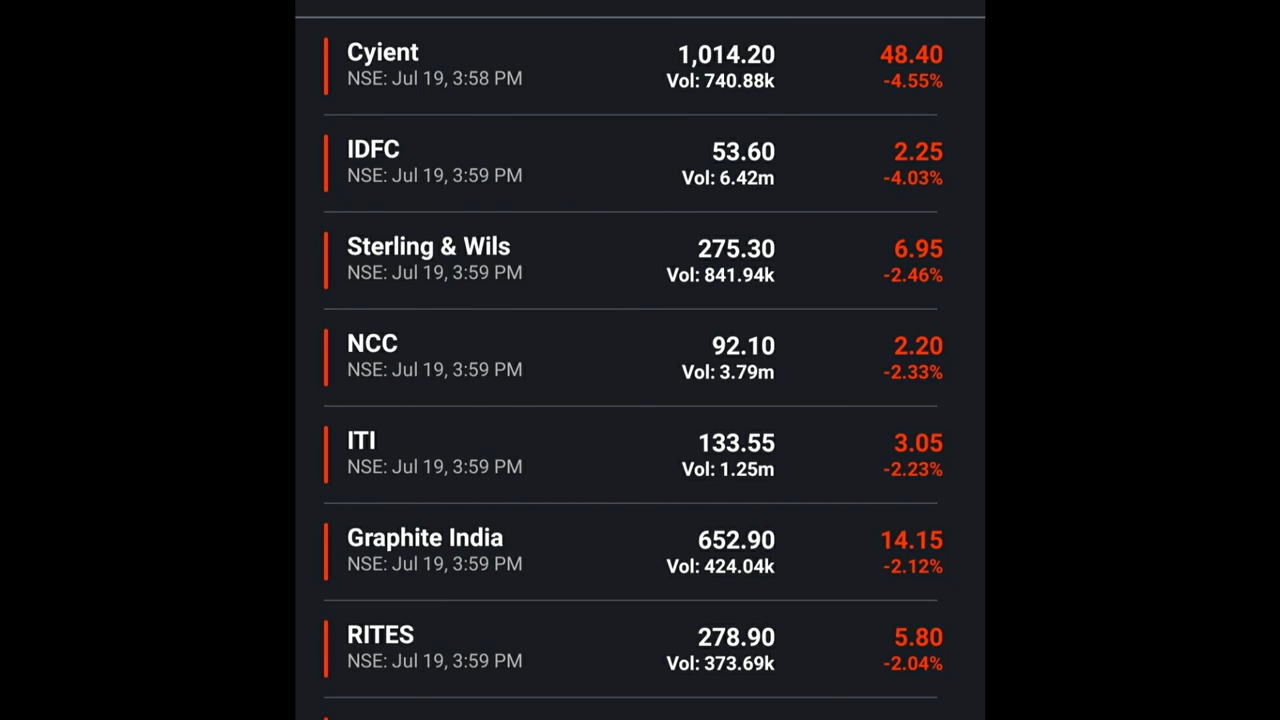 Cyient 1,014.20 48.40
NSE: Jul 19, 3:58 PM Vol: 740.88k -4.55%
IDFC 53.60 2.25
NSE: Jul 19, 3:59 PM Vol: 6.42m -4.03%
Sterling & Wils 275.30 6.95
NSE: Jul 19, 3:59 PM Vol: 841.94k -2.46%
NCC 92.10 2.20
NSE: Jul 19, 3:59 PM Vol: 3.79m -2.33%
ITI 133.55 3.05
NSE: Jul 19, 3:59 PM Vol: 1.25m -2.23%
Graphite India 652.90 14.15
NSE: Jul 19, 3:59 PM Vol: 424.04k -2.12%
RITES 278.90 5.80
NSE: Jul 19, 3:59 PM Vol: 373.69k -2.04%